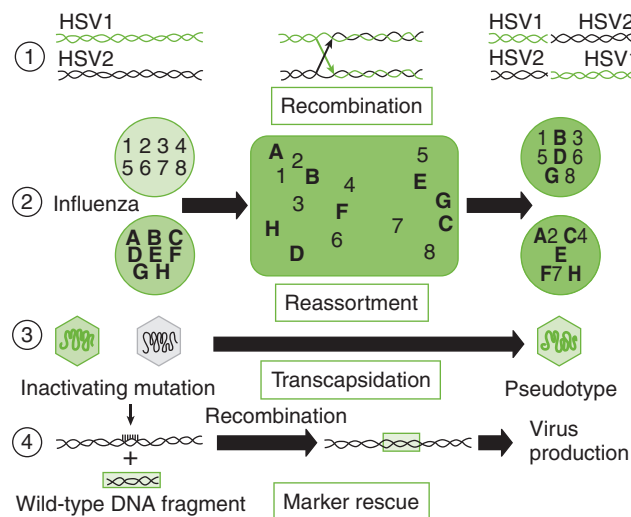 HSV1
HSV2
1
Recombination
HSV1 HSV2
HSV2 HSV1
2 Influenza
1 2 3 4
5 6 7 8
A B C
D E F
G H
A
2
1
B
3
4
F
H
6
D
5
E
G
7
C
8
Reassortment
1 B 3
5 D 6
G 8
A2 C4
E
F7 H
3
Inactivating mutation
Transcapsidation
Pseudotype
4
+
Wild-type DNA fragment
Recombination
Marker rescue
Virus
production